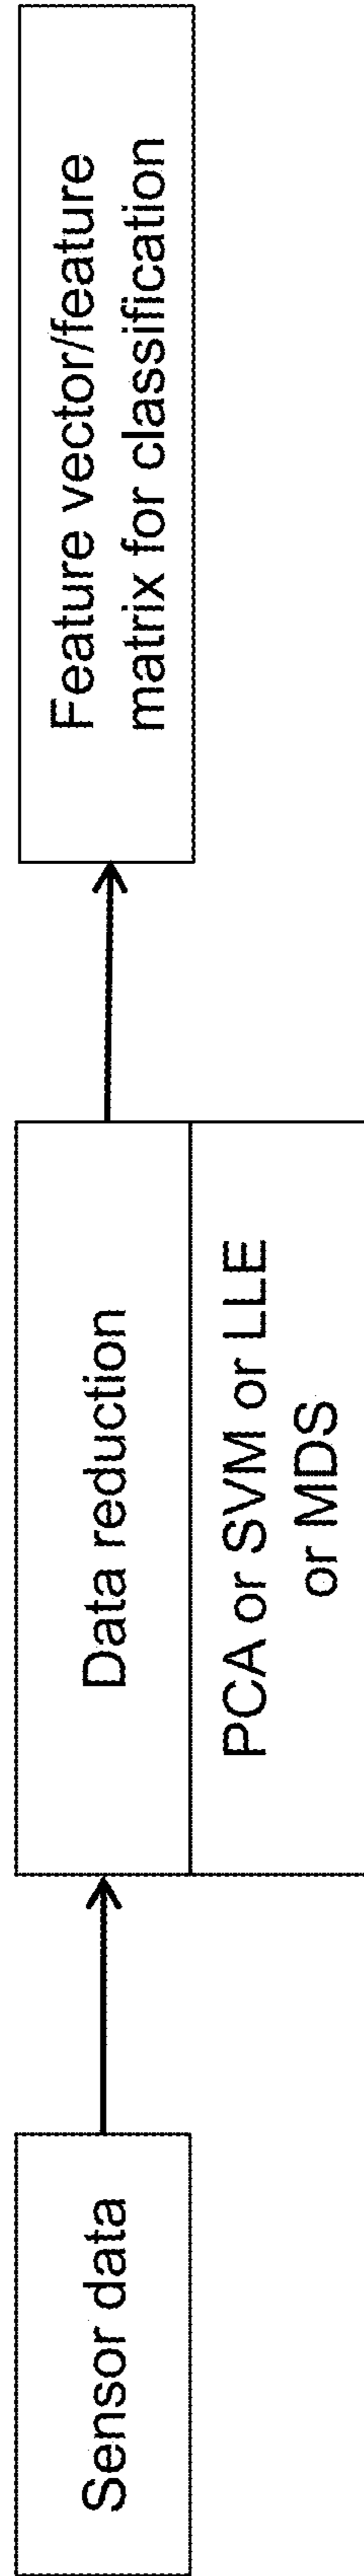 Sensor data
Data reduction
PCA or SVM or LLE
or MDS
Feature vector/feature
matrix for classification